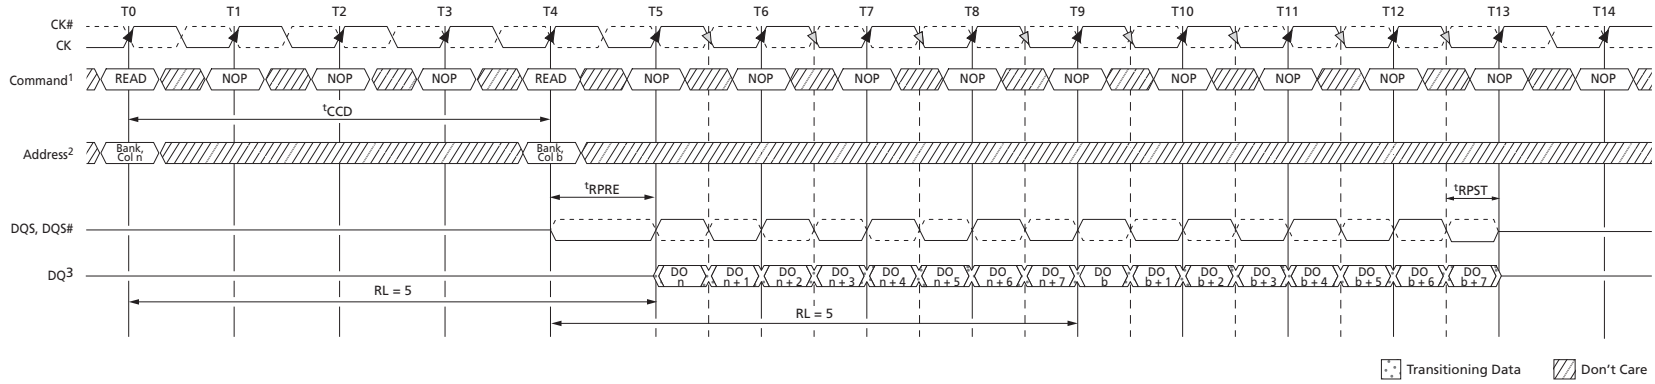 T0 T1 T2 T3 T4 T5 T6 T7 T8 T9 T10 T11 T12 T13 T14
CK#
CK
Command1 READ NOP NOP NOP READ NOP NOP NOP NOP NOP NOP NOP NOP NOP NOP
tCCD
Address2 Bank, Col n Bank, Col b
tRPRE tRPST
DQS, DQS#
DQ3 DO n DO n + 1 DO n + 2 DO n + 3 DO n + 4 DO n + 5 DO n + 6 DO n + 7 DO b DO b + 1 DO b + 2 DO b + 3 DO b + 4 DO b + 5 DO b + 6 DO b + 7
RL = 5
RL = 5
Transitioning Data Don't Care